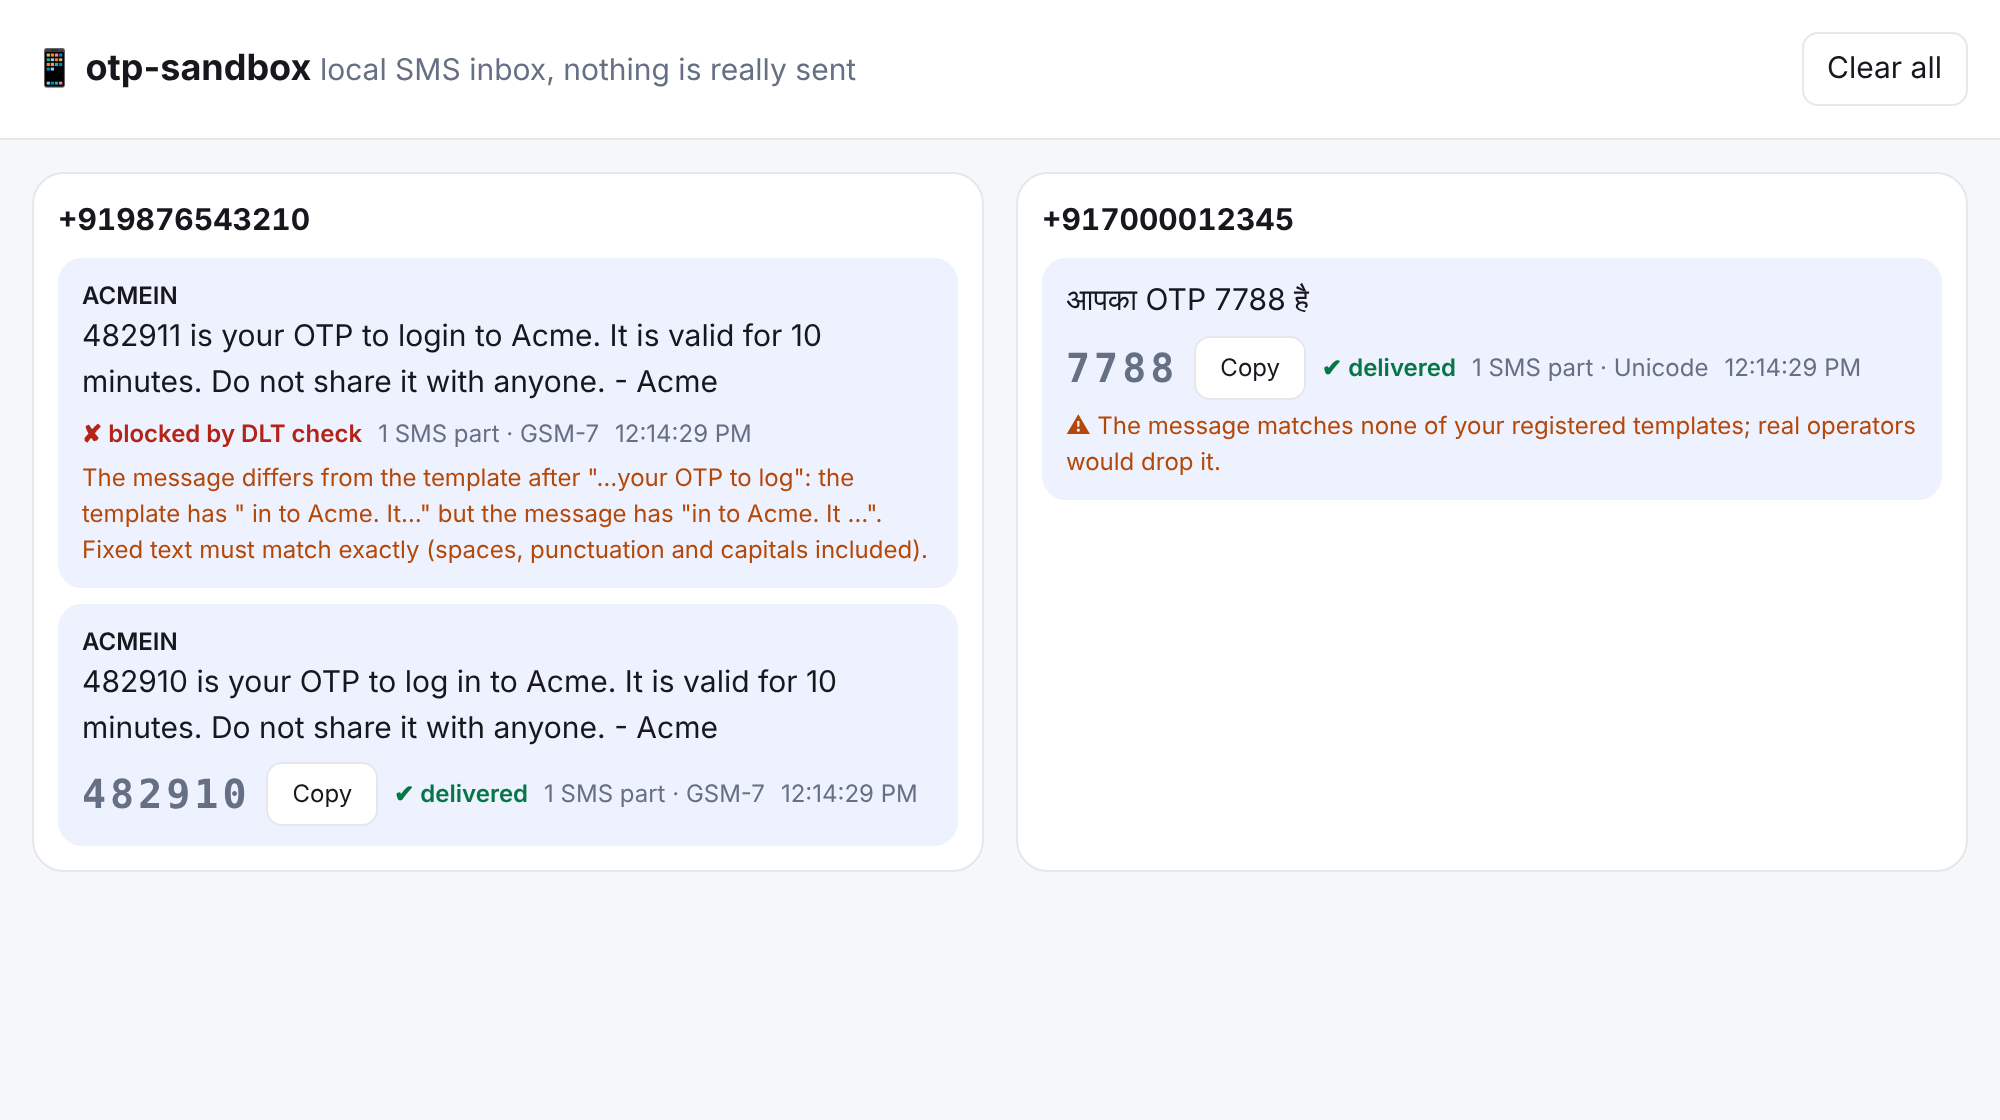 📱 otp-sandbox local SMS inbox, nothing is really sent
Clear all
+919876543210
ACMEIN
482911 is your OTP to login to Acme. It is valid for 10
minutes. Do not share it with anyone. - Acme
✘ blocked by DLT check 1 SMS part · GSM-7 12:14:29 PM
The message differs from the template after "…your OTP to log": the
template has " in to Acme. It…" but the message has "in to Acme. It …".
Fixed text must match exactly (spaces, punctuation and capitals included).
ACMEIN
482910 is your OTP to log in to Acme. It is valid for 10
minutes. Do not share it with anyone. - Acme
482910 Copy ✔ delivered 1 SMS part · GSM-7 12:14:29 PM
+917000012345
आपका OTP 7788 है
7788 Copy ✔ delivered 1 SMS part · Unicode 12:14:29 PM
⚠ The message matches none of your registered templates; real operators
would drop it.